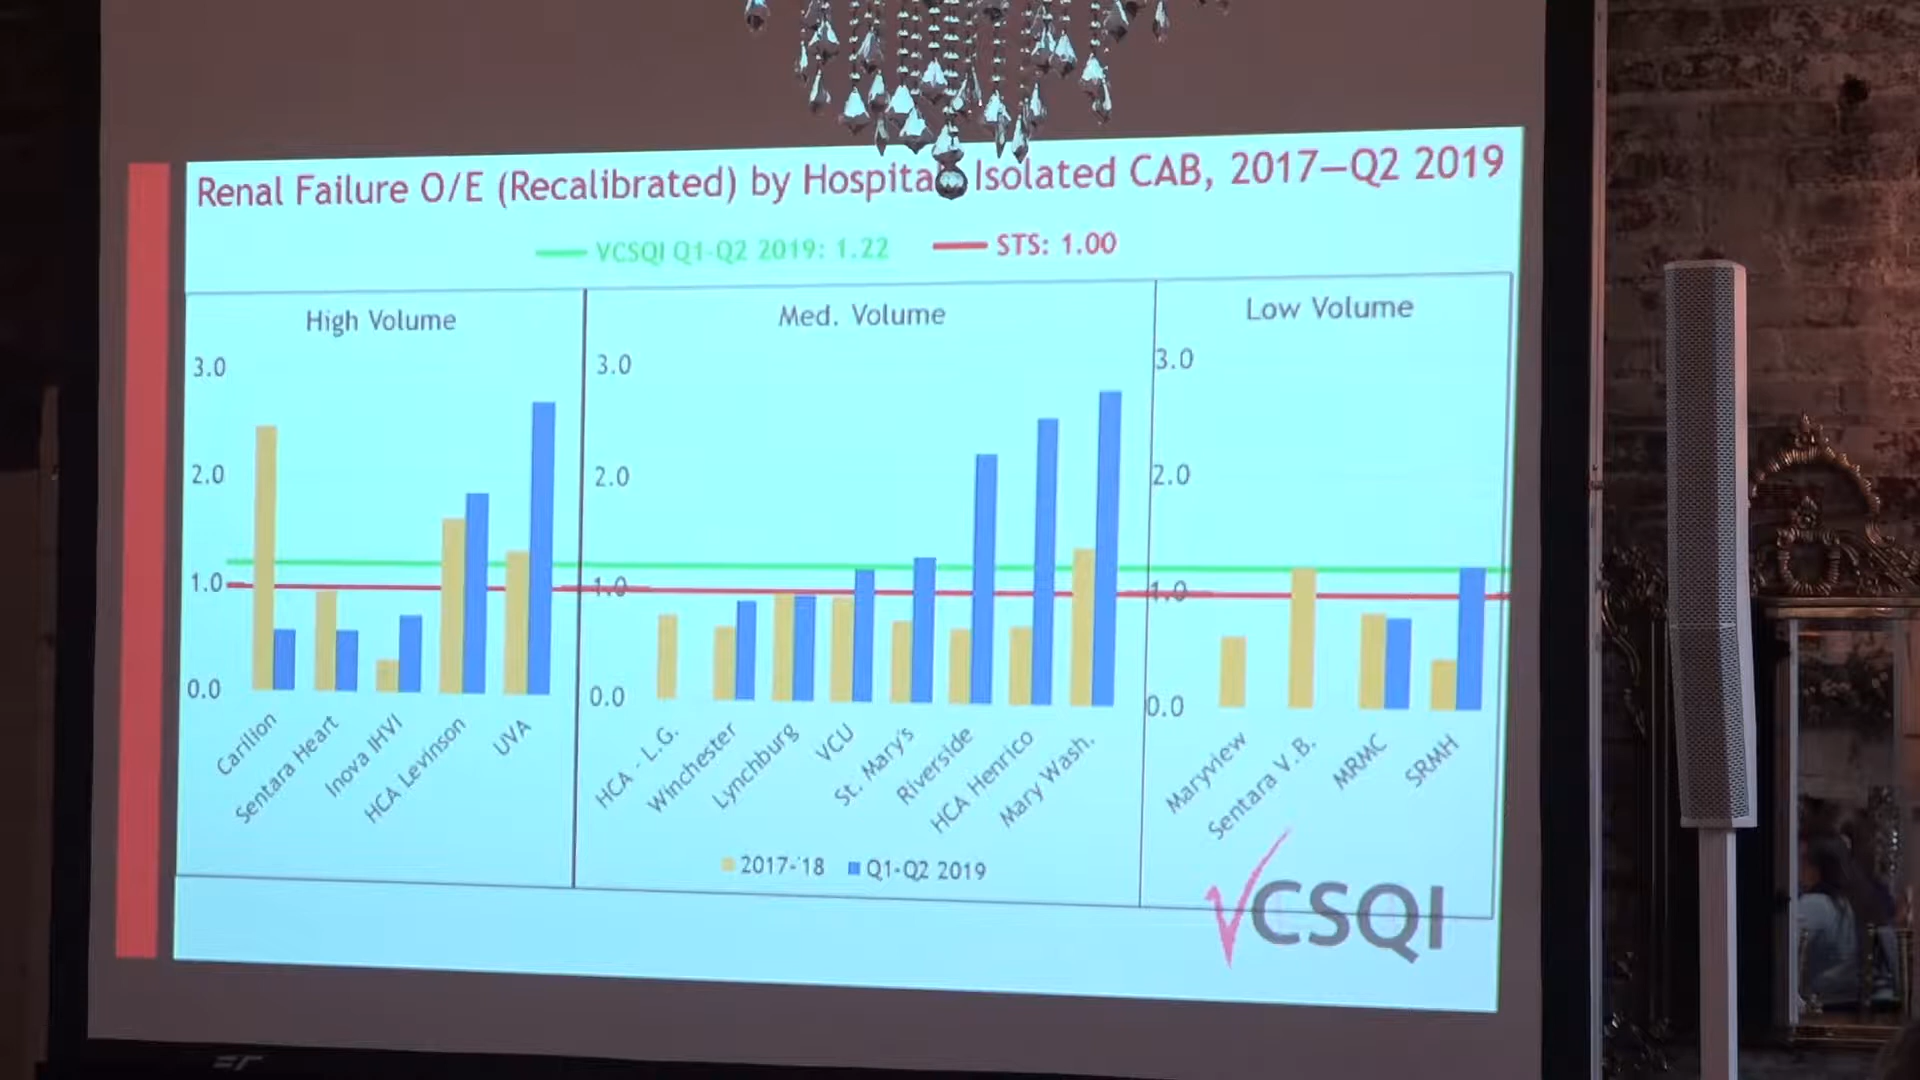 Renal Failure O/E (Recalibrated) by Hospita Isolated CAB, 2017—Q2 2019
VCSQI Q1-Q2 2019: 1.22
STS: 1.00
High Volume
3.0
2.0
1.0
0.0
Carillon
Sentara Heart
Inova IHVI
HCA Levinson
UVA
Med. Volume
3.0
2.0
1.0
0.0
HCA - L.G.
Winchester
Lynchburg
VCU
St. Mary's
Riverside
HCA Henrico
Mary Wash.
Low Volume
3.0
2.0
1.0
0.0
Maryview
Sentara V.B.
MRMC
SRMH
2017-'18
Q1-Q2 2019
VCSQI